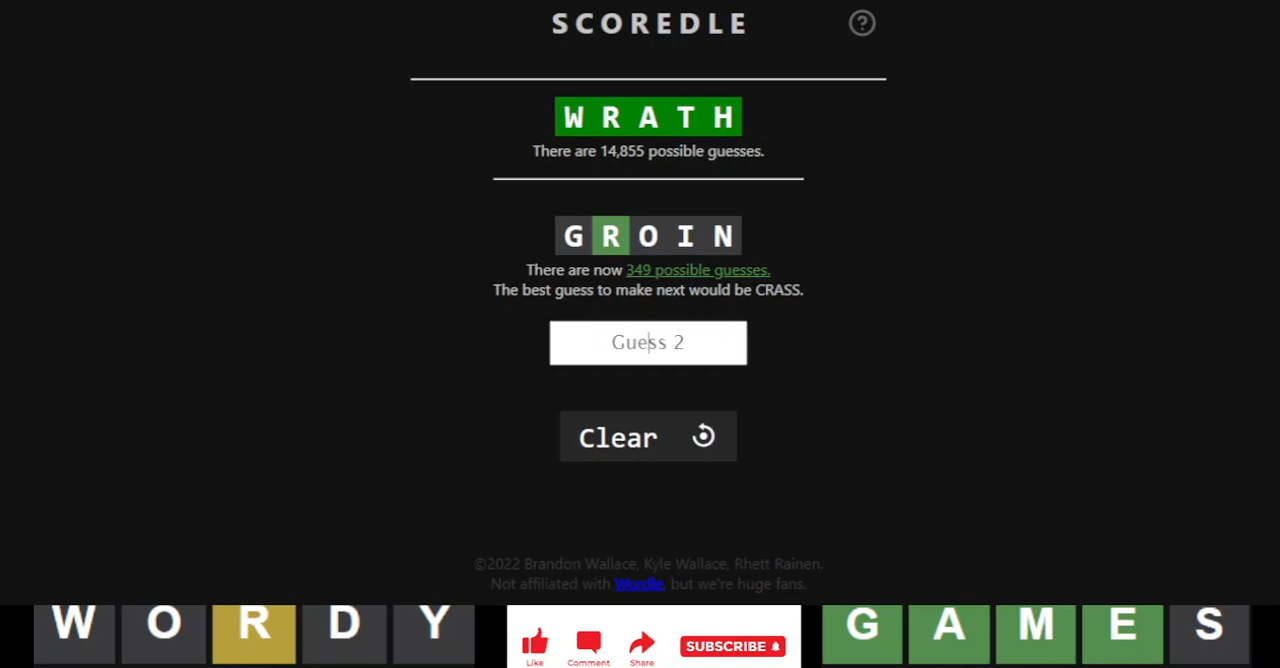 SCOREDLE ?
WRATH
There are 14,855 possible guesses.
GROIN
There are now 349 possible guesses.
The best guess to make next would be CRASS.
Guess 2
Clear
©2022 Brandon Wallace, Kyle Wallace, Rhett Rainen.
Not affiliated with Wordle, but we're huge fans.
WORDY GAMES
Like Comment Share SUBSCRIBE